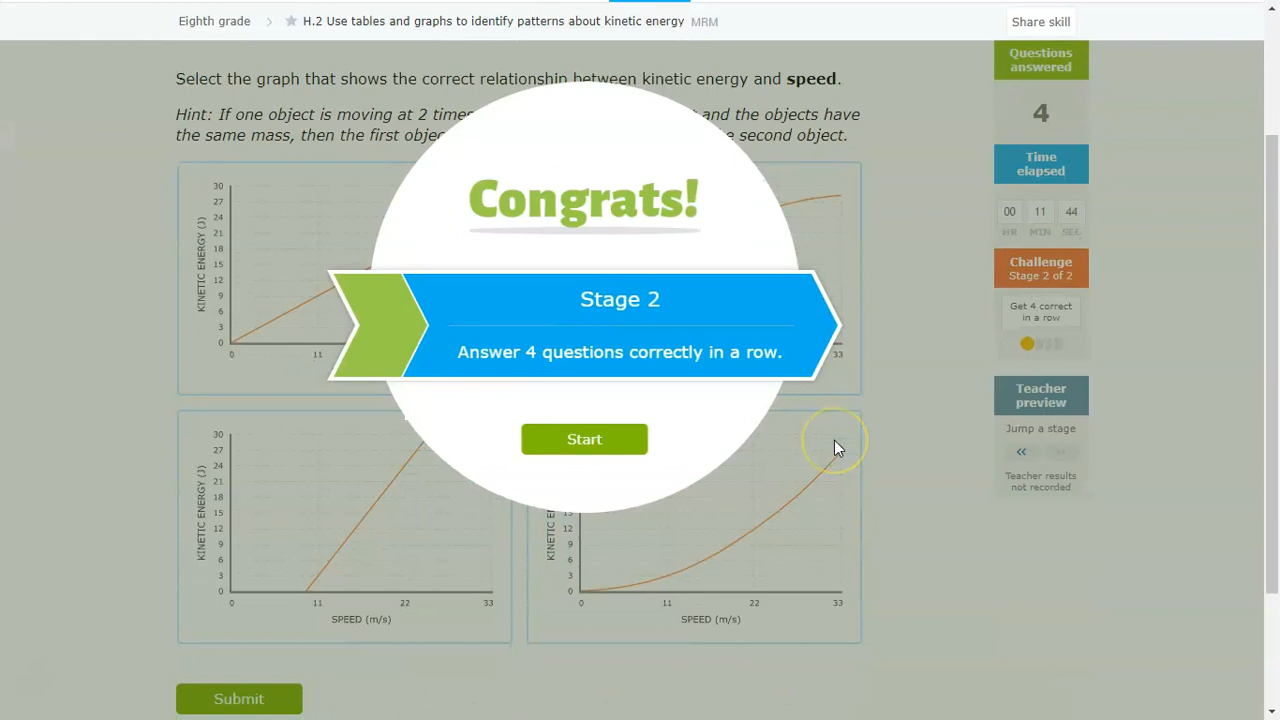 Eighth grade > H.2 Use tables and graphs to identify patterns about kinetic energy MRM
Share skill
Select the graph that shows the correct relationship between kinetic energy and speed.
Hint: If one object is moving at 2 times and the objects have
the same mass, then the first object the second object.
Questions
answered
4
Time
elapsed
00 11 44
HR MIN SEC
Challenge
Stage 2 of 2
Get 4 correct
in a row
Teacher
preview
Jump a stage
<<
Teacher results
not recorded
Congrats!
Stage 2
Answer 4 questions correctly in a row.
Start
KINETIC ENERGY (J)
30
27
24
21
18
15
12
9
6
3
0
0 11
33
KINETIC ENERGY (J)
30
27
24
21
18
15
12
9
6
3
0
0 11 22 33
SPEED (m/s)
KINETIC
15
12
9
6
3
0
0 11 22 33
SPEED (m/s)
Submit